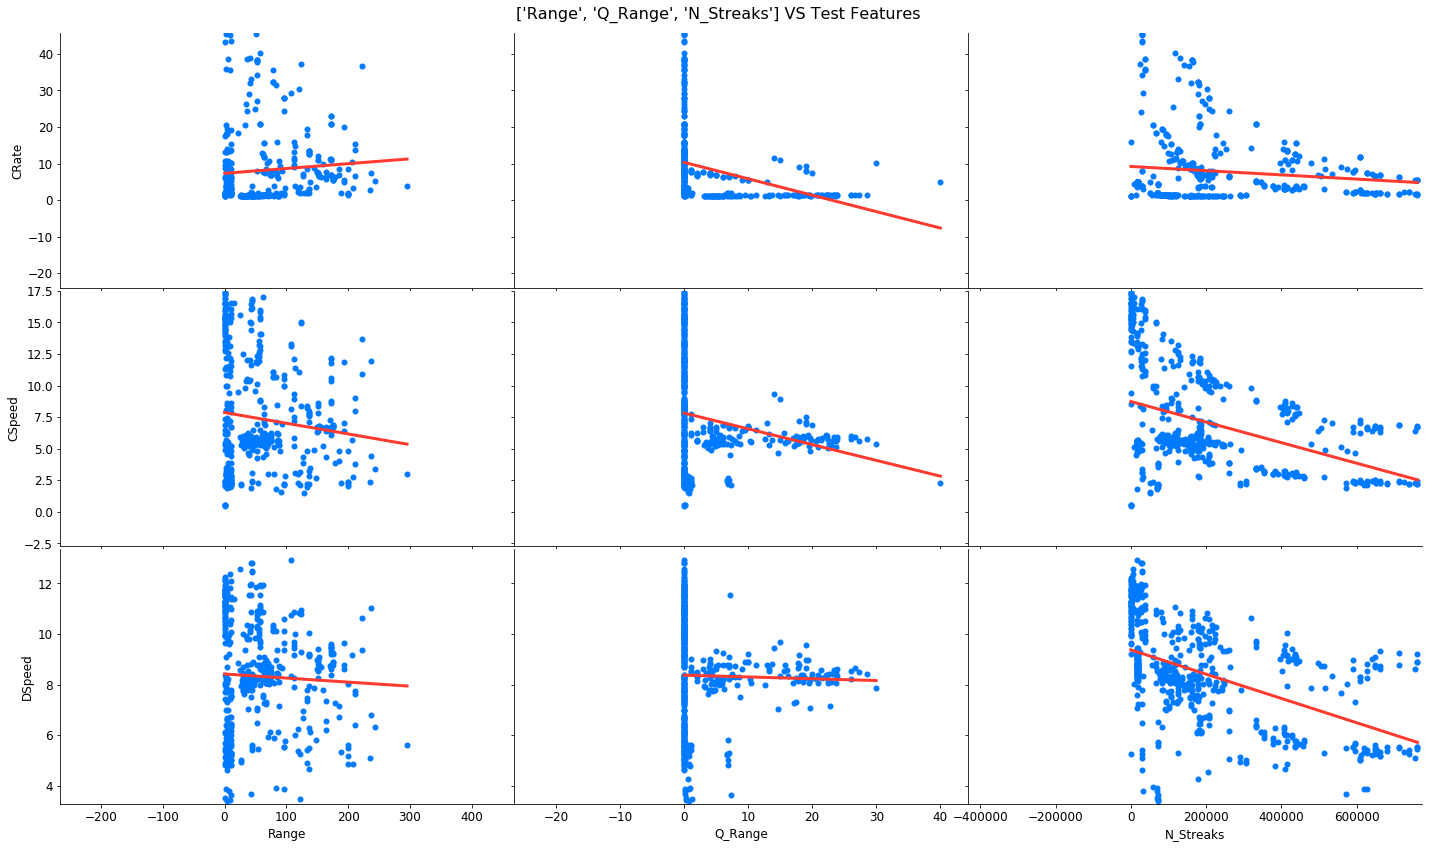 ['Range', 'Q_Range', 'N_Streaks'] VS Test Features
40
30
20
10
0
−10
−20
CRate
17.5
15.0
12.5
10.0
7.5
5.0
2.5
0.0
−2.5
CSpeed
12
10
8
6
4
DSpeed
−200 −100 0 100 200 300 400
−20 −10 0 10 20 30 40
−400000 −200000 0 200000 400000 600000
Range Q_Range N_Streaks